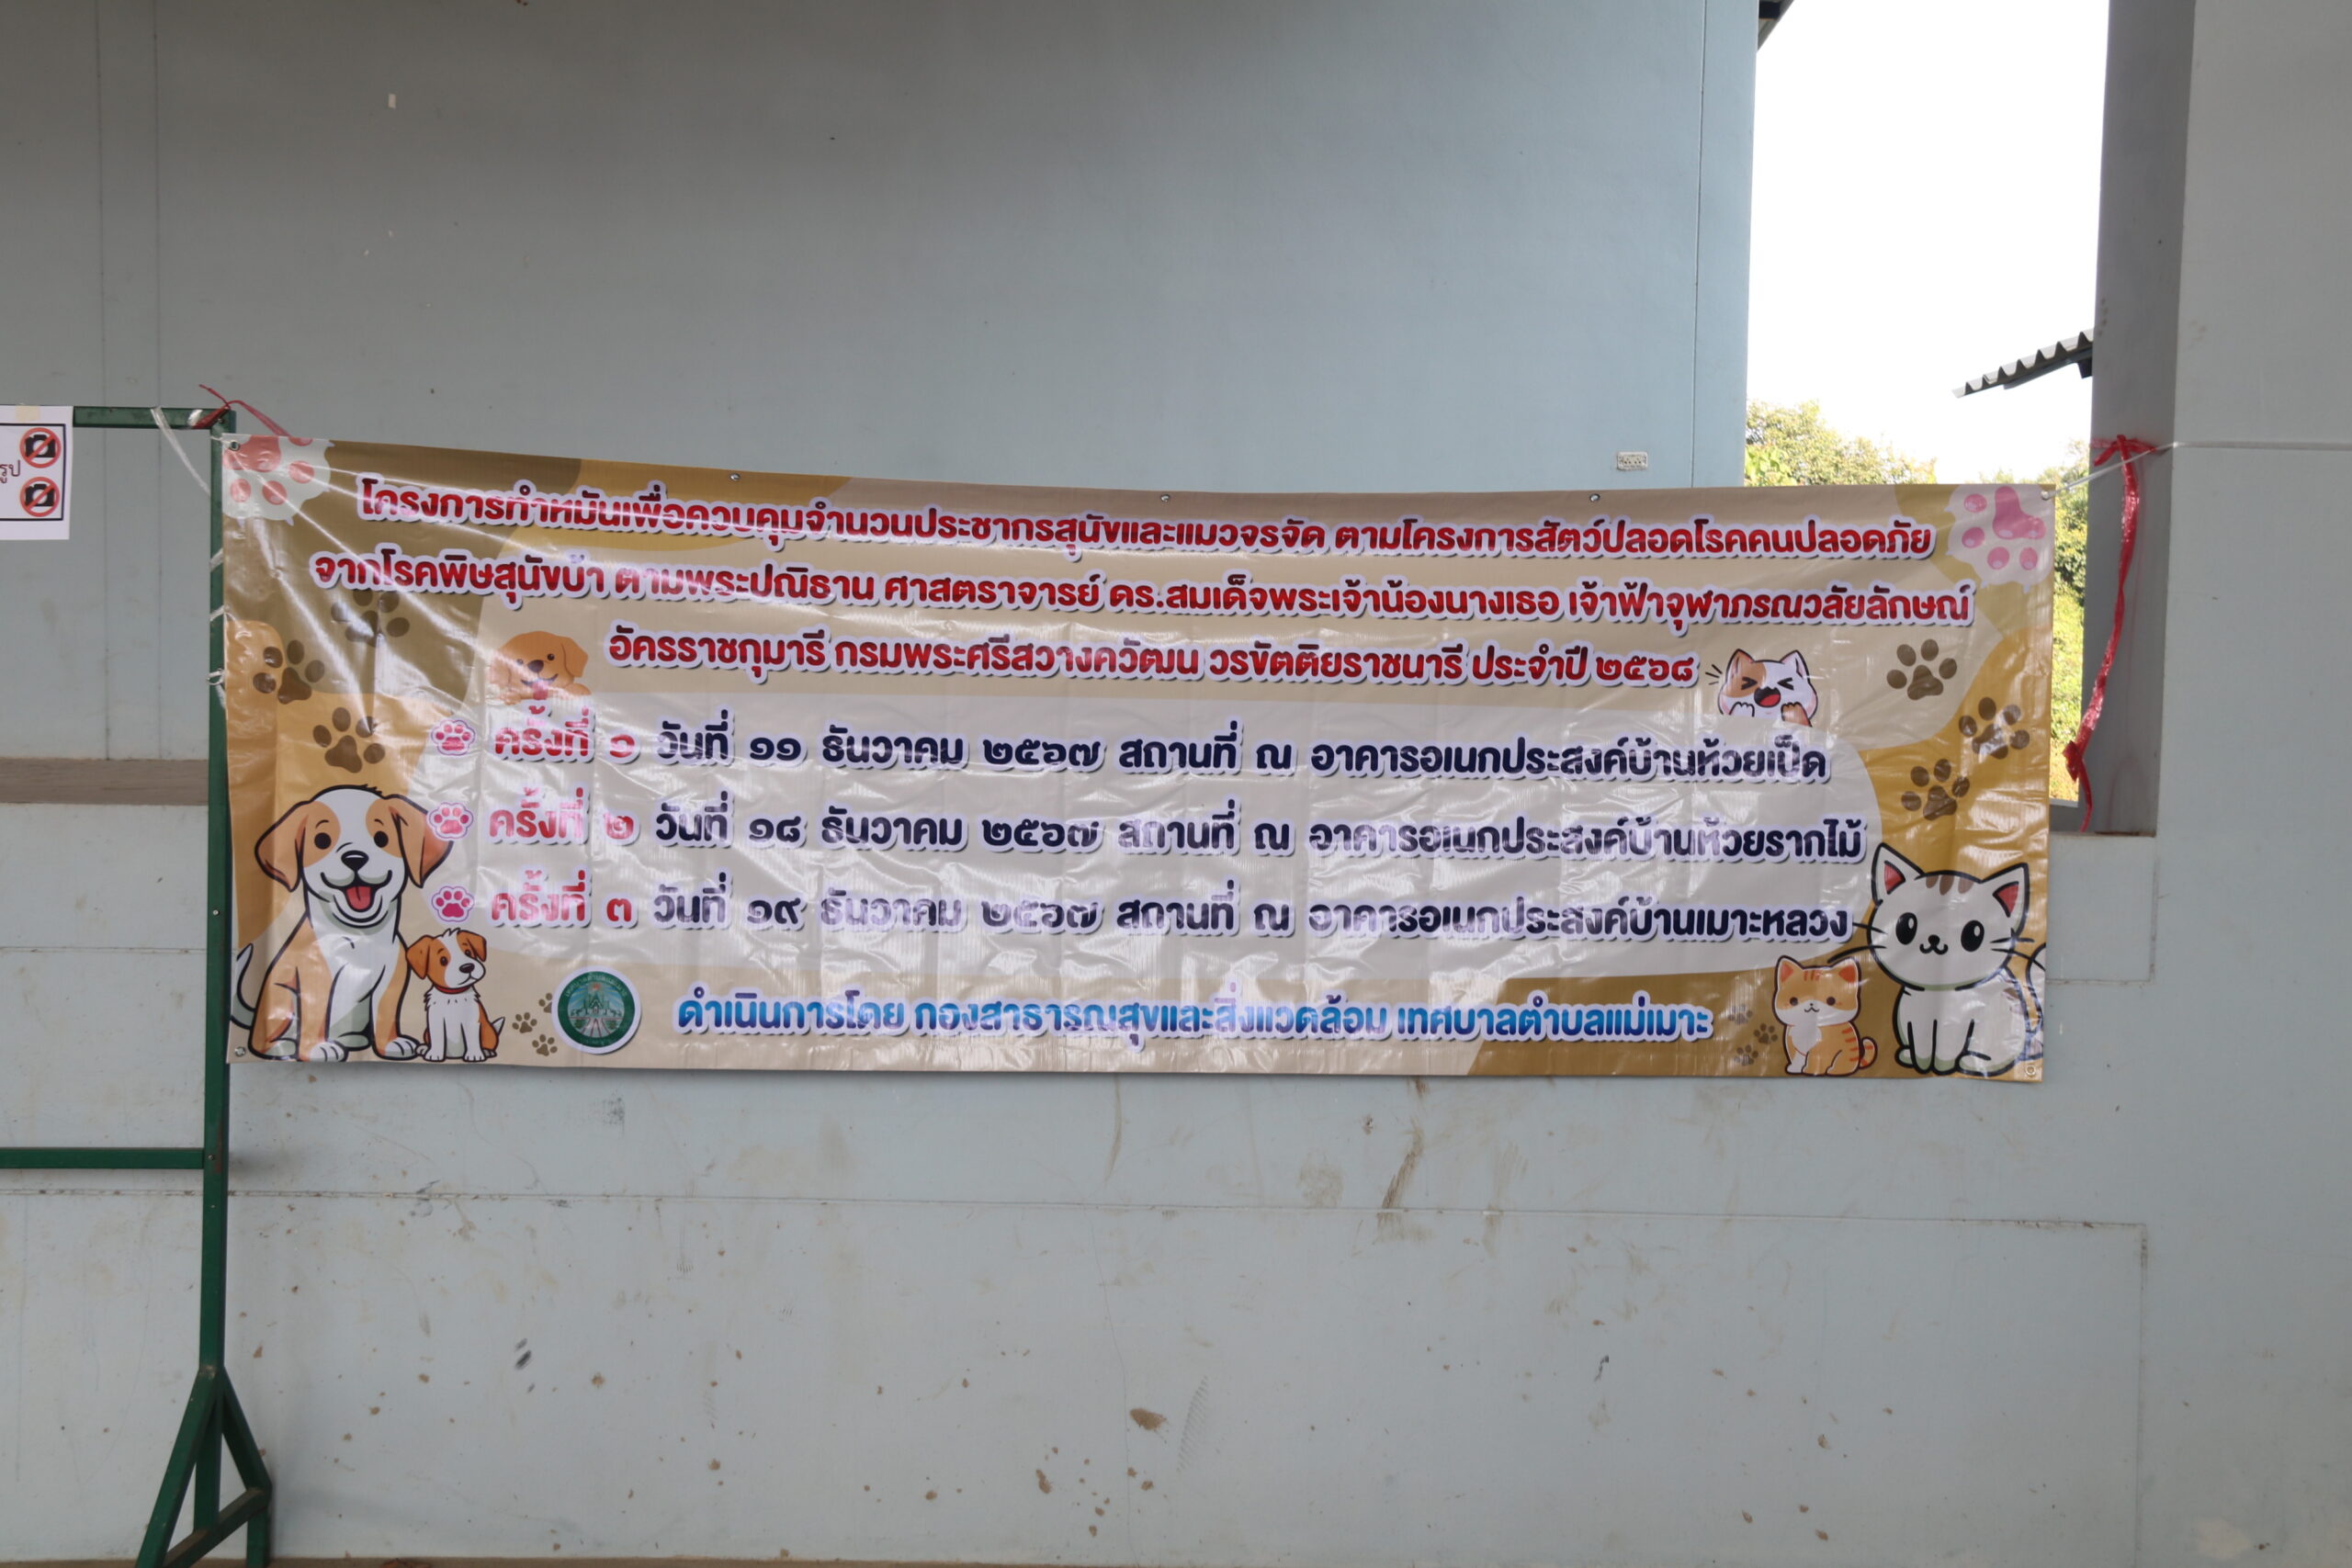 รูป
โครงการทำหมันเพื่อควบคุมจำนวนประชากรสุนัขและแมวจรจัด ตามโครงการสัตว์ปลอดโรคคนปลอดภัย
จากโรคพิษสุนัขบ้า ตามพระปณิธาน ศาสตราจารย์ ดร.สมเด็จพระเจ้าน้องนางเธอ เจ้าฟ้าจุฬาภรณวลัยลักษณ์
อัครราชกุมารี กรมพระศรีสวางควัฒน วรขัตติยราชนารี ประจำปี ๒๕๖๘
ครั้งที่ ๑ วันที่ ๑๑ ธันวาคม ๒๕๖๗ สถานที่ ณ อาคารอเนกประสงค์บ้านห้วยเป็ด
ครั้งที่ ๒ วันที่ ๑๘ ธันวาคม ๒๕๖๗ สถานที่ ณ อาคารอเนกประสงค์บ้านห้วยรากไม้
ครั้งที่ ๓ วันที่ ๑๙ ธันวาคม ๒๕๖๗ สถานที่ ณ อาคารอเนกประสงค์บ้านเมาะหลวง
ดำเนินการโดย กองสาธารณสุขและสิ่งแวดล้อม เทศบาลตำบลแม่เมาะ